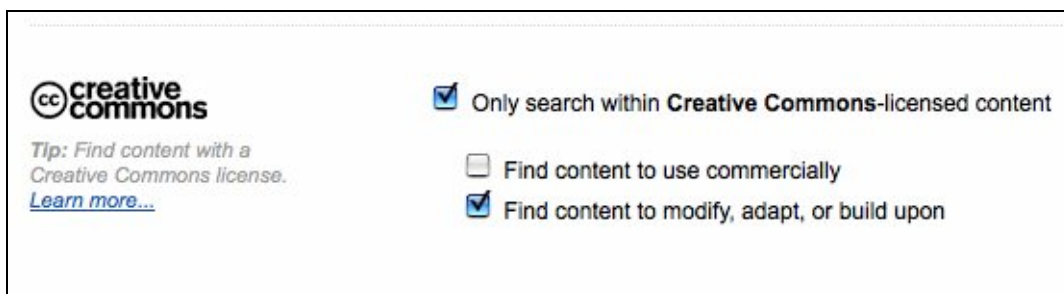 cc creative
commons
Tip: Find content with a
Creative Commons license.
Learn more...
Only search within Creative Commons-licensed content
Find content to use commercially
Find content to modify, adapt, or build upon